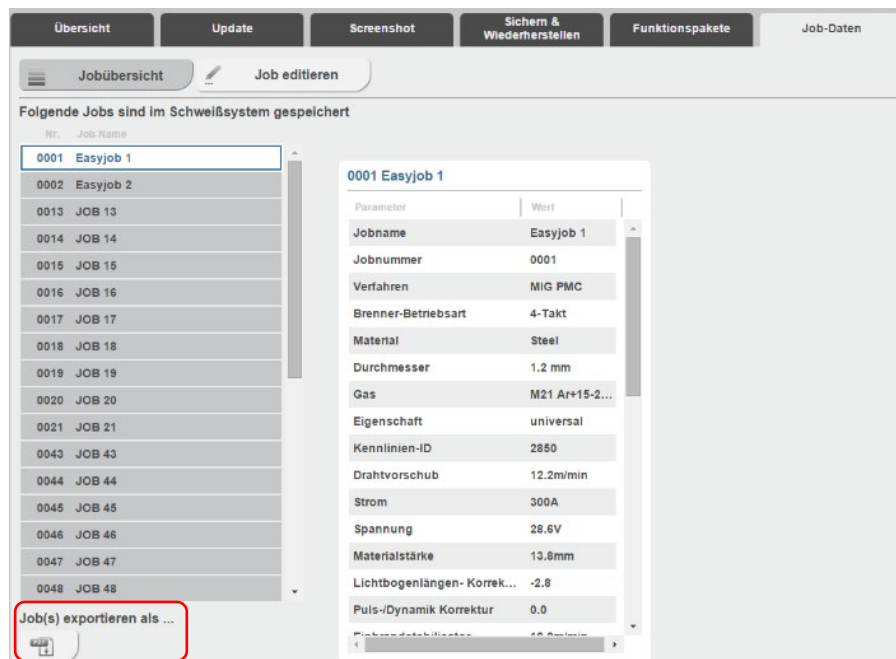 Übersicht
Update
Screenshot
Sichern &
Wiederherstellen
Funktionspakete
Job-Daten
Jobübersicht
Job editieren
Folgende Jobs sind im Schweißsystem gespeichert
Nr. Job-Name
0001 Easyjob 1
0002 Easyjob 2
0013 JOB 13
0014 JOB 14
0015 JOB 15
0016 JOB 16
0017 JOB 17
0018 JOB 18
0019 JOB 19
0020 JOB 20
0021 JOB 21
0043 JOB 43
0044 JOB 44
0045 JOB 45
0046 JOB 46
0047 JOB 47
0048 JOB 48
Job(s) exportieren als ...
0001 Easyjob 1
Parameter Wert
Jobname Easyjob 1
Jobnummer 0001
Verfahren MIG PMC
Brenner-Betriebsart 4-Takt
Material Steel
Durchmesser 1.2 mm
Gas M21 Ar+15-2...
Eigenschaft universal
Kennlinien-ID 2850
Drahtvorschub 12.2m/min
Strom 300A
Spannung 28.6V
Materialstärke 13.8mm
Lichtbogenlängen- Korrek... -2.8
Puls-/Dynamik Korrektur 0.0